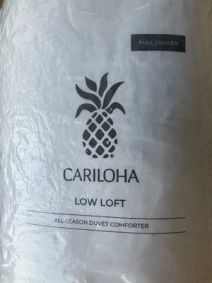 FULL | QUEEN
CARILOHA
LOW LOFT
ALL-SEASON DUVET COMFORTER